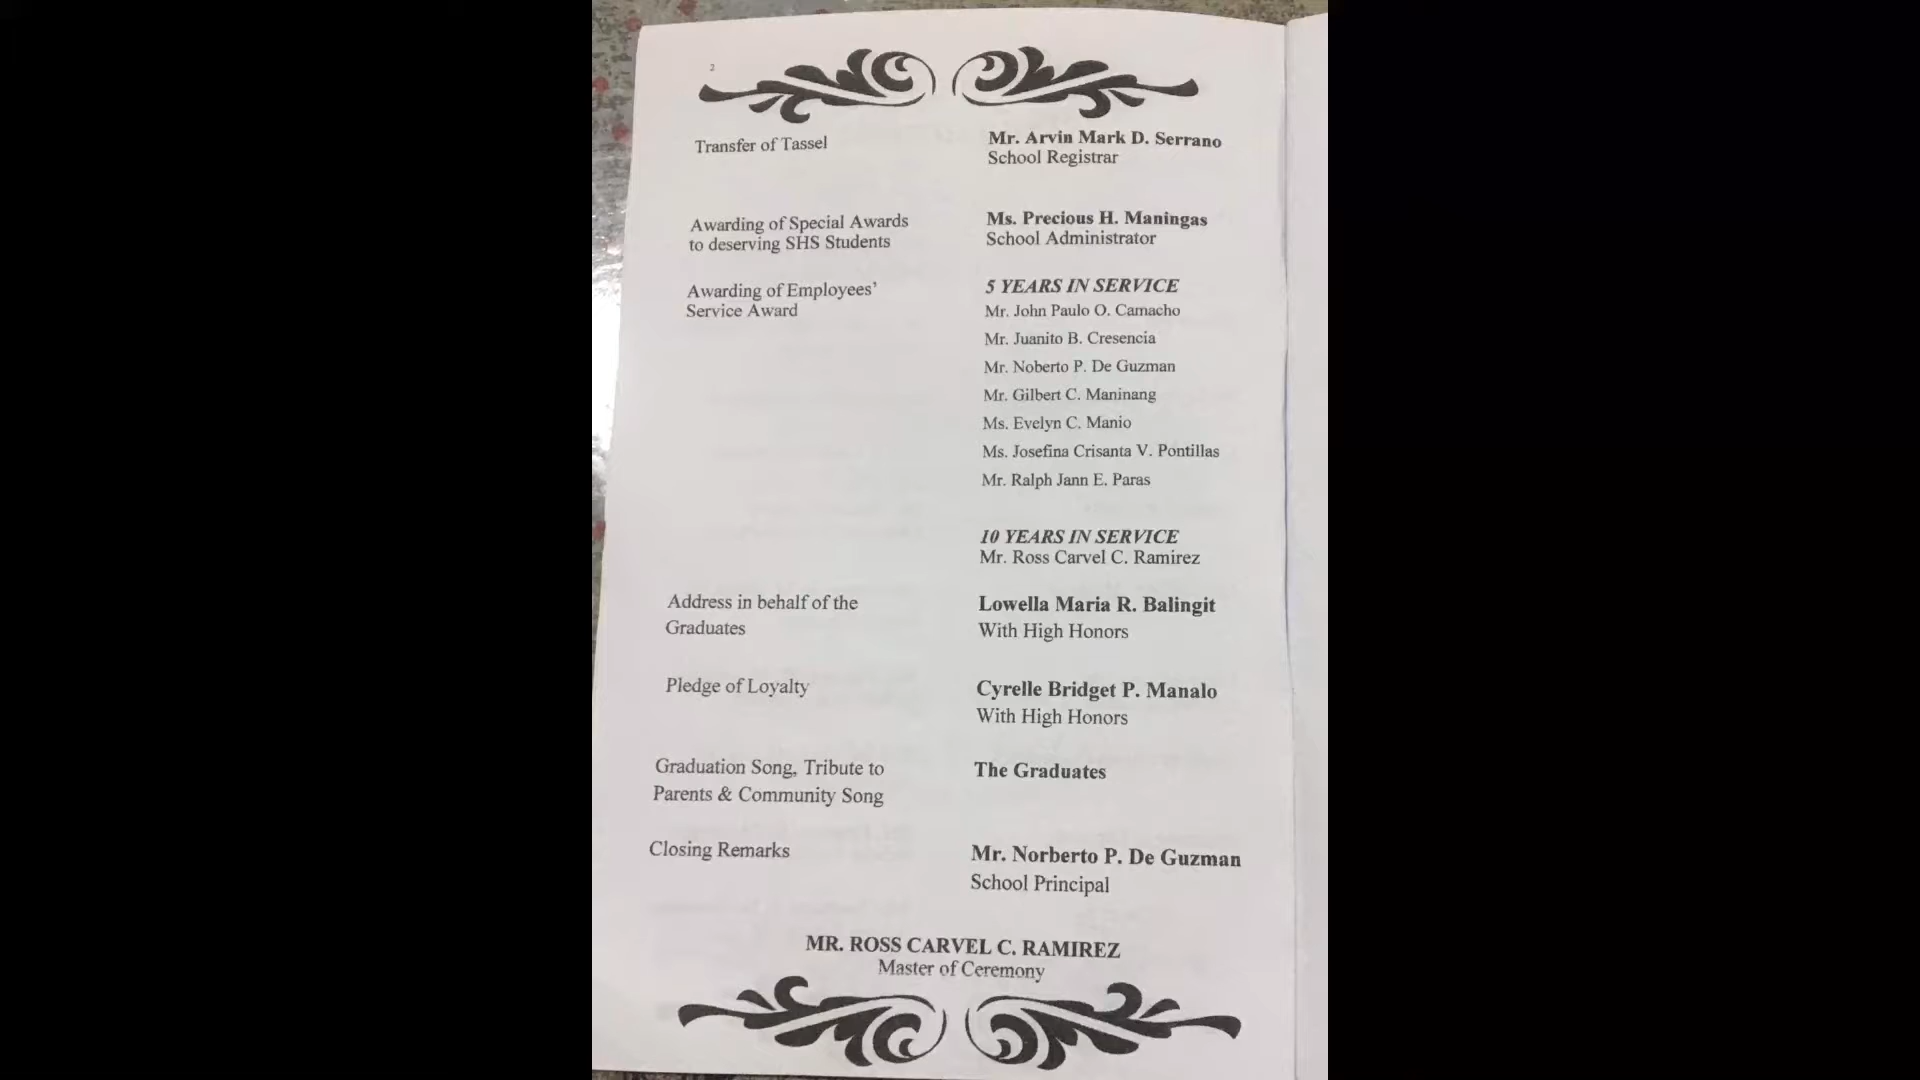 2
Transfer of Tassel
Mr. Arvin Mark D. Serrano
School Registrar
Awarding of Special Awards
to deserving SHS Students
Ms. Precious H. Maningas
School Administrator
Awarding of Employees'
Service Award
5 YEARS IN SERVICE
Mr. John Paulo O. Camacho
Mr. Juanito B. Cresencia
Mr. Noberto P. De Guzman
Mr. Gilbert C. Maninang
Ms. Evelyn C. Manio
Ms. Josefina Crisanta V. Pontillas
Mr. Ralph Jann E. Paras
10 YEARS IN SERVICE
Mr. Ross Carvel C. Ramirez
Address in behalf of the
Graduates
Lowella Maria R. Balingit
With High Honors
Pledge of Loyalty
Cyrelle Bridget P. Manalo
With High Honors
Graduation Song, Tribute to
Parents & Community Song
The Graduates
Closing Remarks
Mr. Norberto P. De Guzman
School Principal
MR. ROSS CARVEL C. RAMIREZ
Master of Ceremony